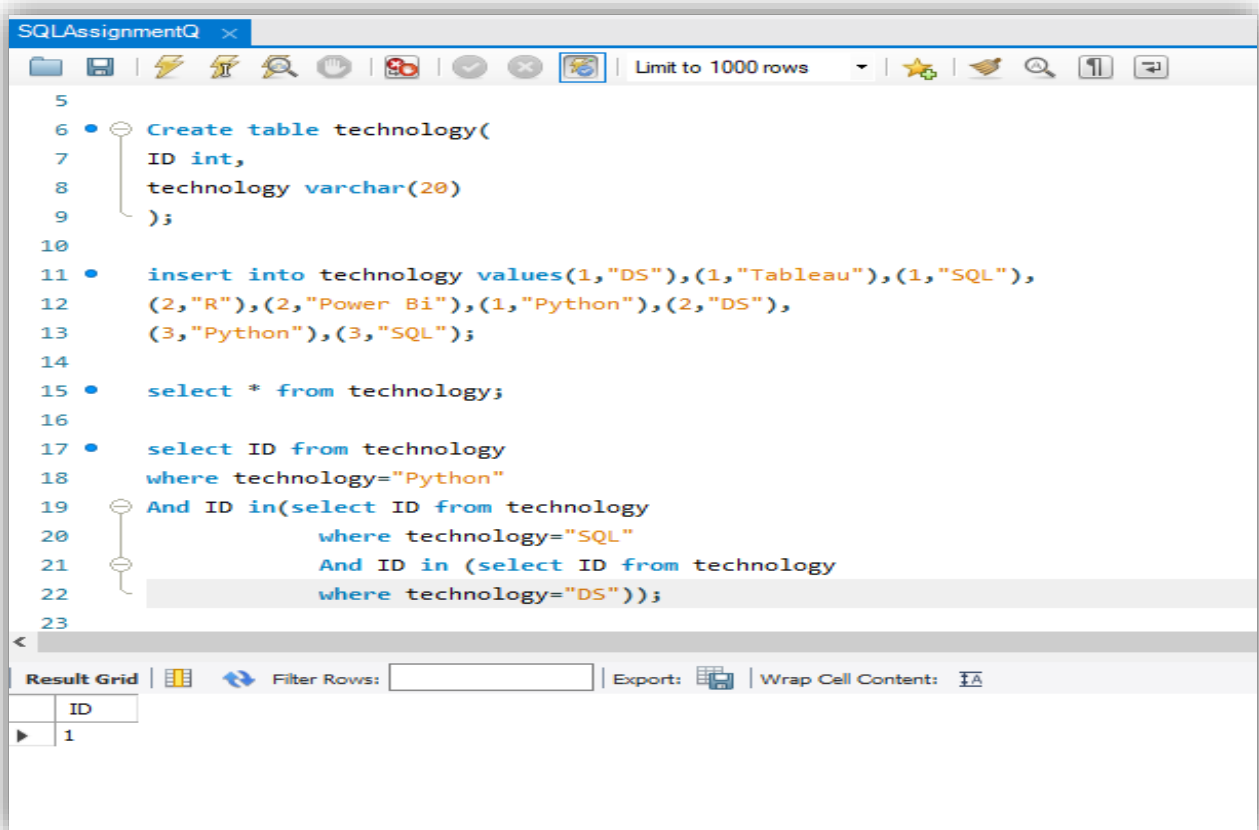 SQLAssignmentQ
Limit to 1000 rows
5
6 Create table technology(
7 ID int,
8 technology varchar(20)
9 );
10
11 insert into technology values(1,"DS"),(1,"Tableau"),(1,"SQL"),
12 (2,"R"),(2,"Power Bi"),(1,"Python"),(2,"DS"),
13 (3,"Python"),(3,"SQL");
14
15 select * from technology;
16
17 select ID from technology
18 where technology="Python"
19 And ID in(select ID from technology
20 where technology="SQL"
21 And ID in (select ID from technology
22 where technology="DS"));
23
Result Grid Filter Rows: Export: Wrap Cell Content: IA
ID
1